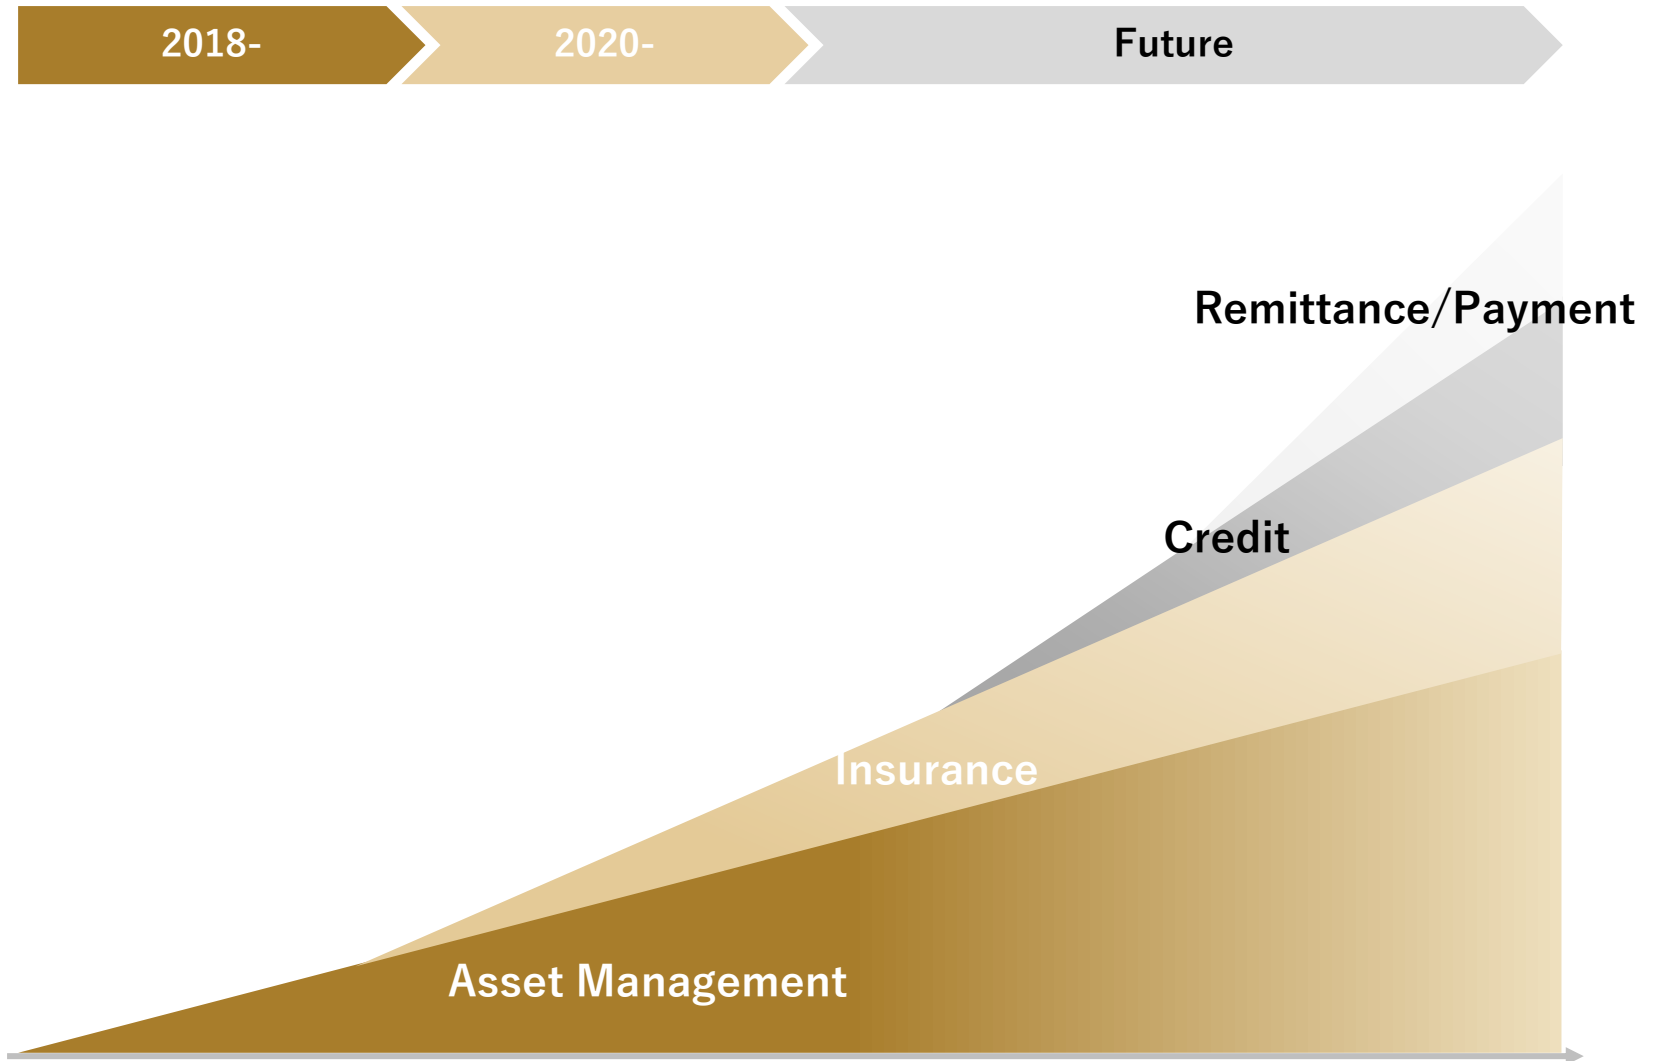 2018-
2020-
Future
Remittance/Payment
Credit
Insurance
Asset Management